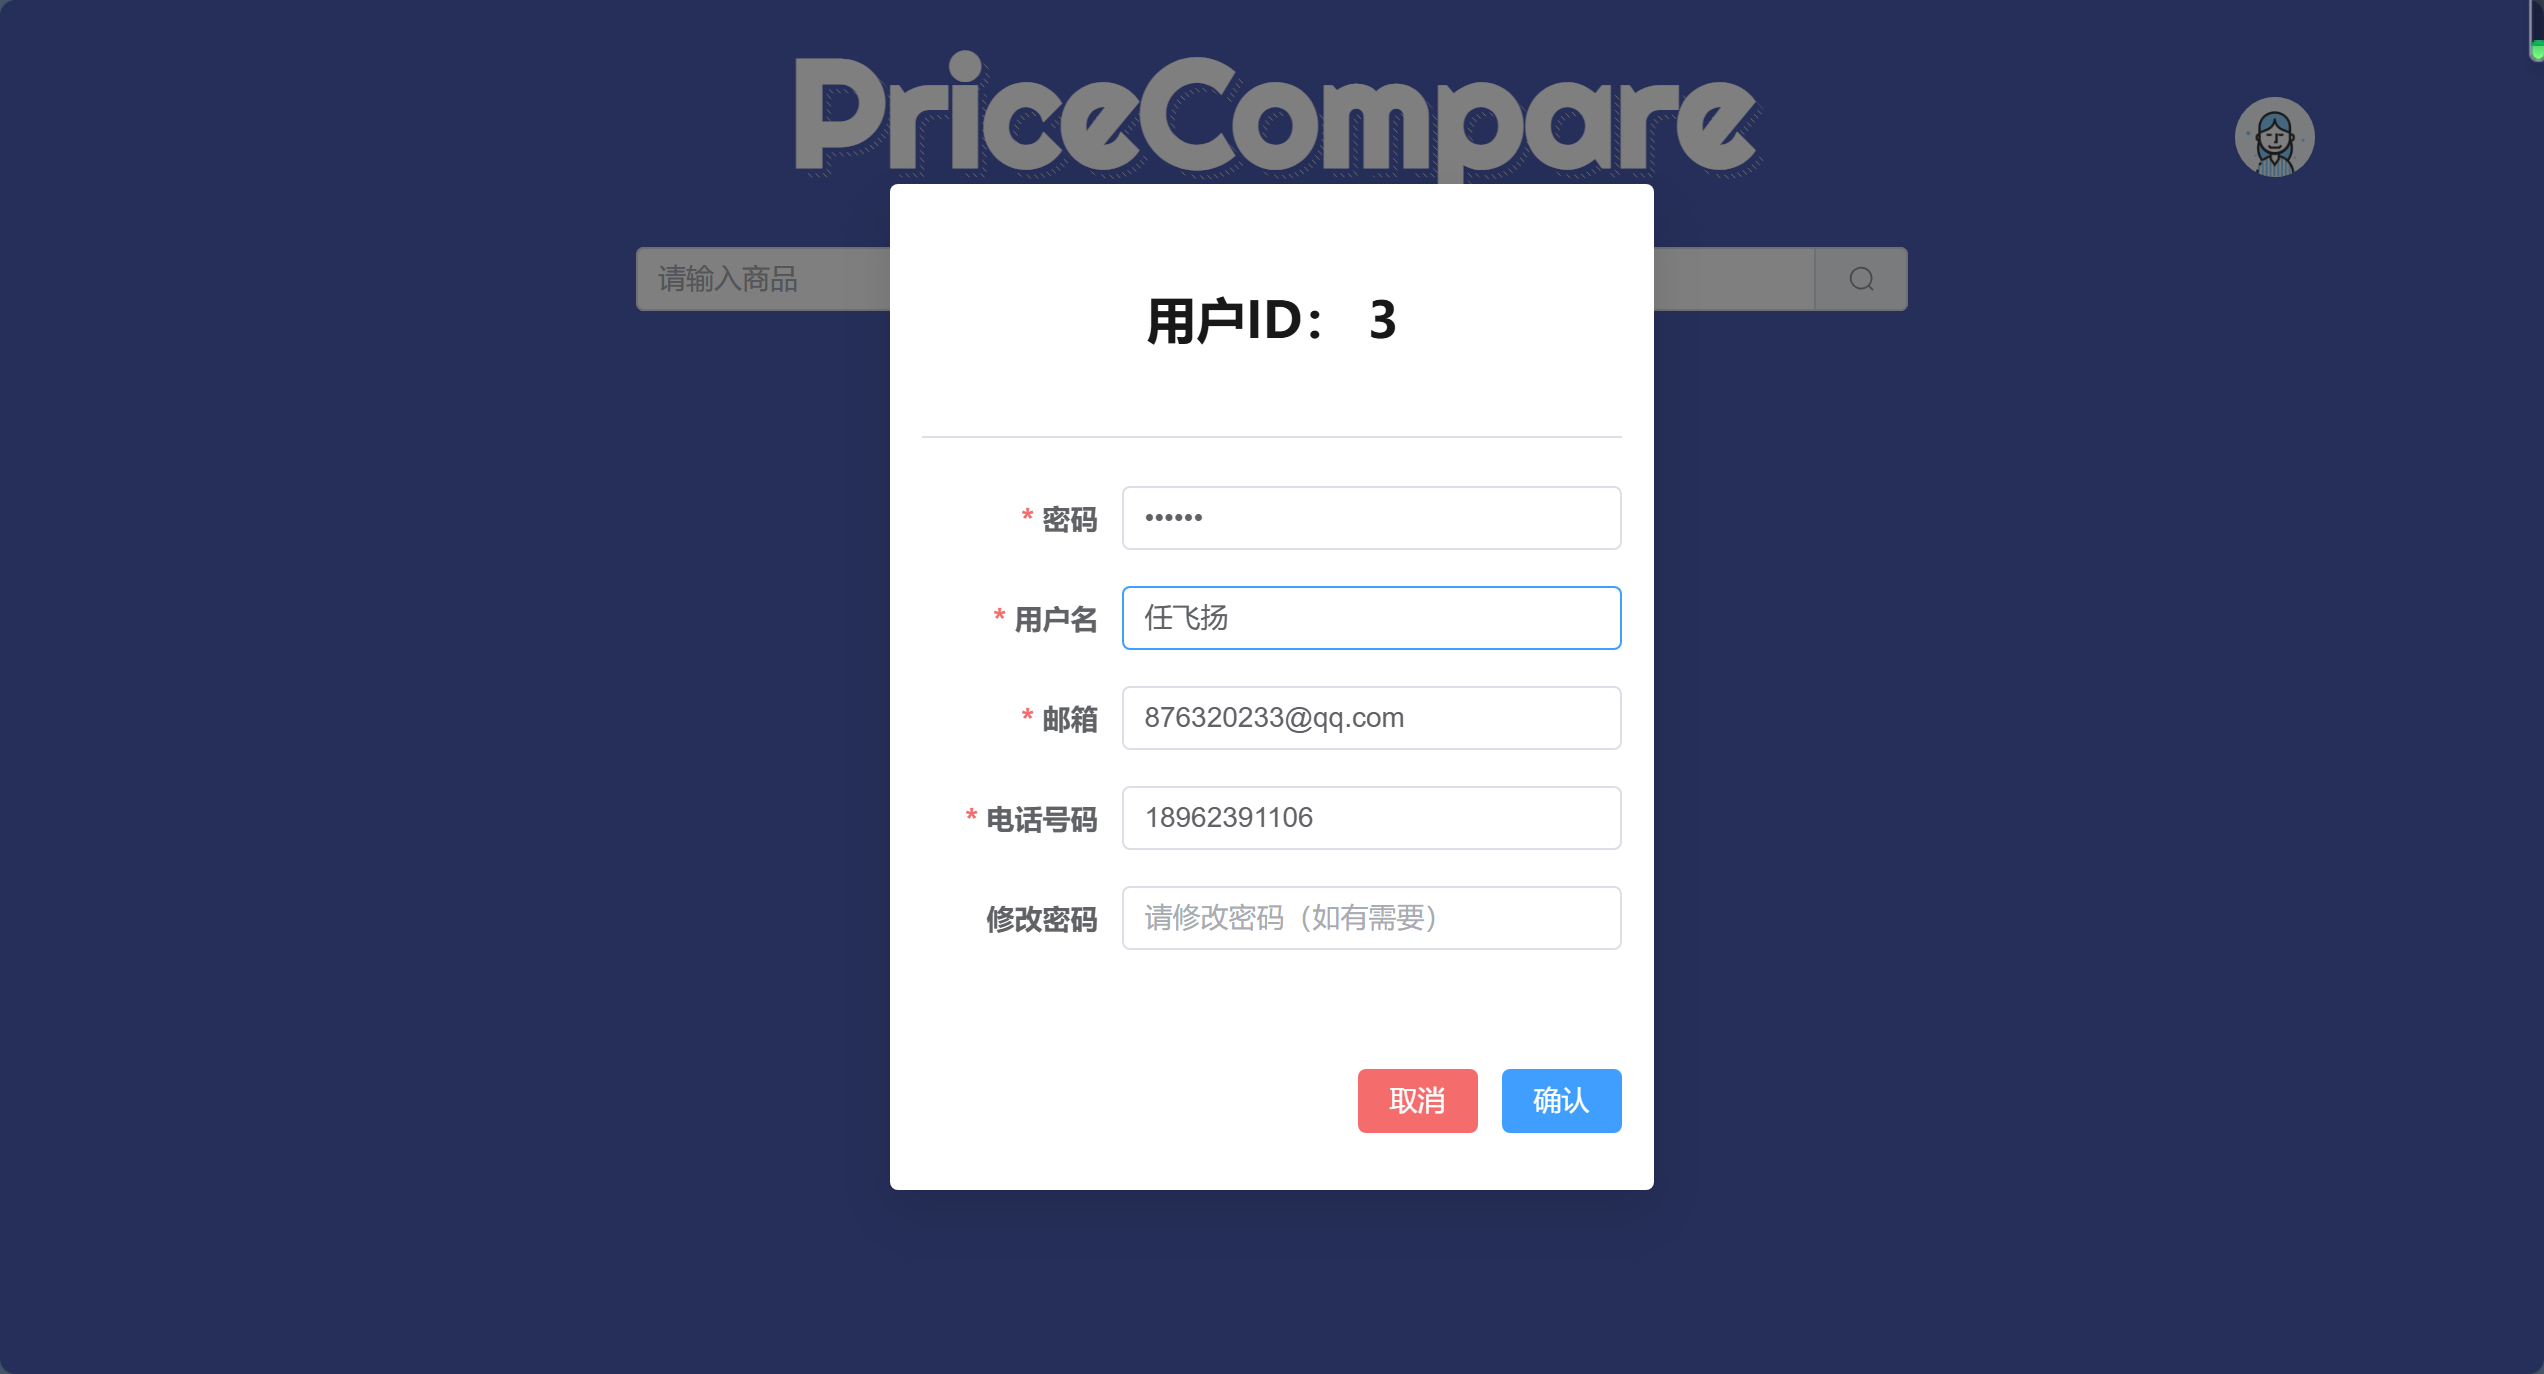 PriceCompare
请输入商品
用户ID： 3
* 密码 ••••••
* 用户名 任飞扬
* 邮箱 876320233@qq.com
* 电话号码 18962391106
修改密码 请修改密码（如有需要）
取消 确认